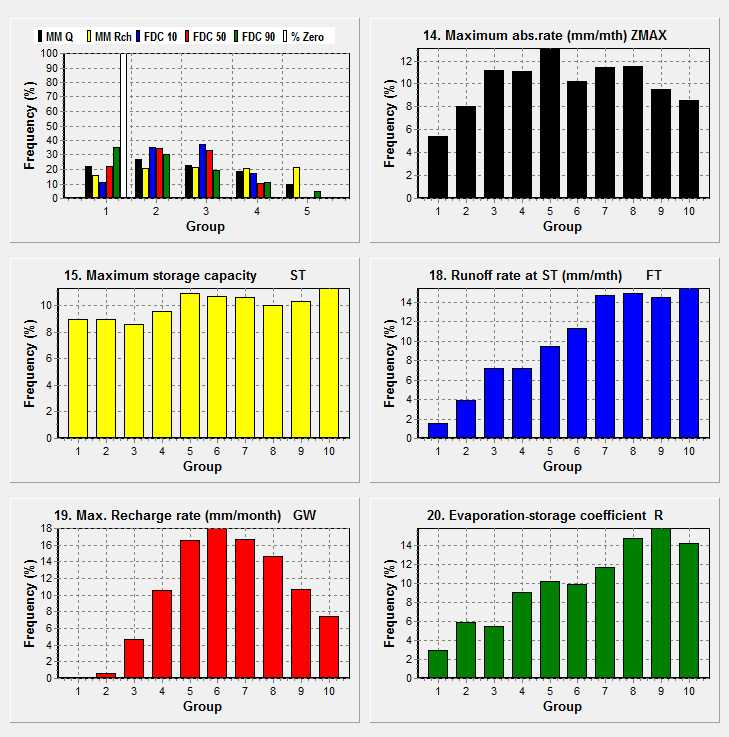 MM Q MM Rch FDC 10 FDC 50 FDC 90 % Zero
Frequency (%)
100
90
80
70
60
50
40
30
20
10
0
1 2 3 4 5
Group
14. Maximum abs.rate (mm/mth) ZMAX
Frequency (%)
12
10
8
6
4
2
0
1 2 3 4 5 6 7 8 9 10
Group
15. Maximum storage capacity ST
Frequency (%)
10
8
6
4
2
0
1 2 3 4 5 6 7 8 9 10
Group
18. Runoff rate at ST (mm/mth) FT
Frequency (%)
14
12
10
8
6
4
2
0
1 2 3 4 5 6 7 8 9 10
Group
19. Max. Recharge rate (mm/month) GW
Frequency (%)
18
16
14
12
10
8
6
4
2
0
1 2 3 4 5 6 7 8 9 10
Group
20. Evaporation-storage coefficient R
Frequency (%)
14
12
10
8
6
4
2
0
1 2 3 4 5 6 7 8 9 10
Group